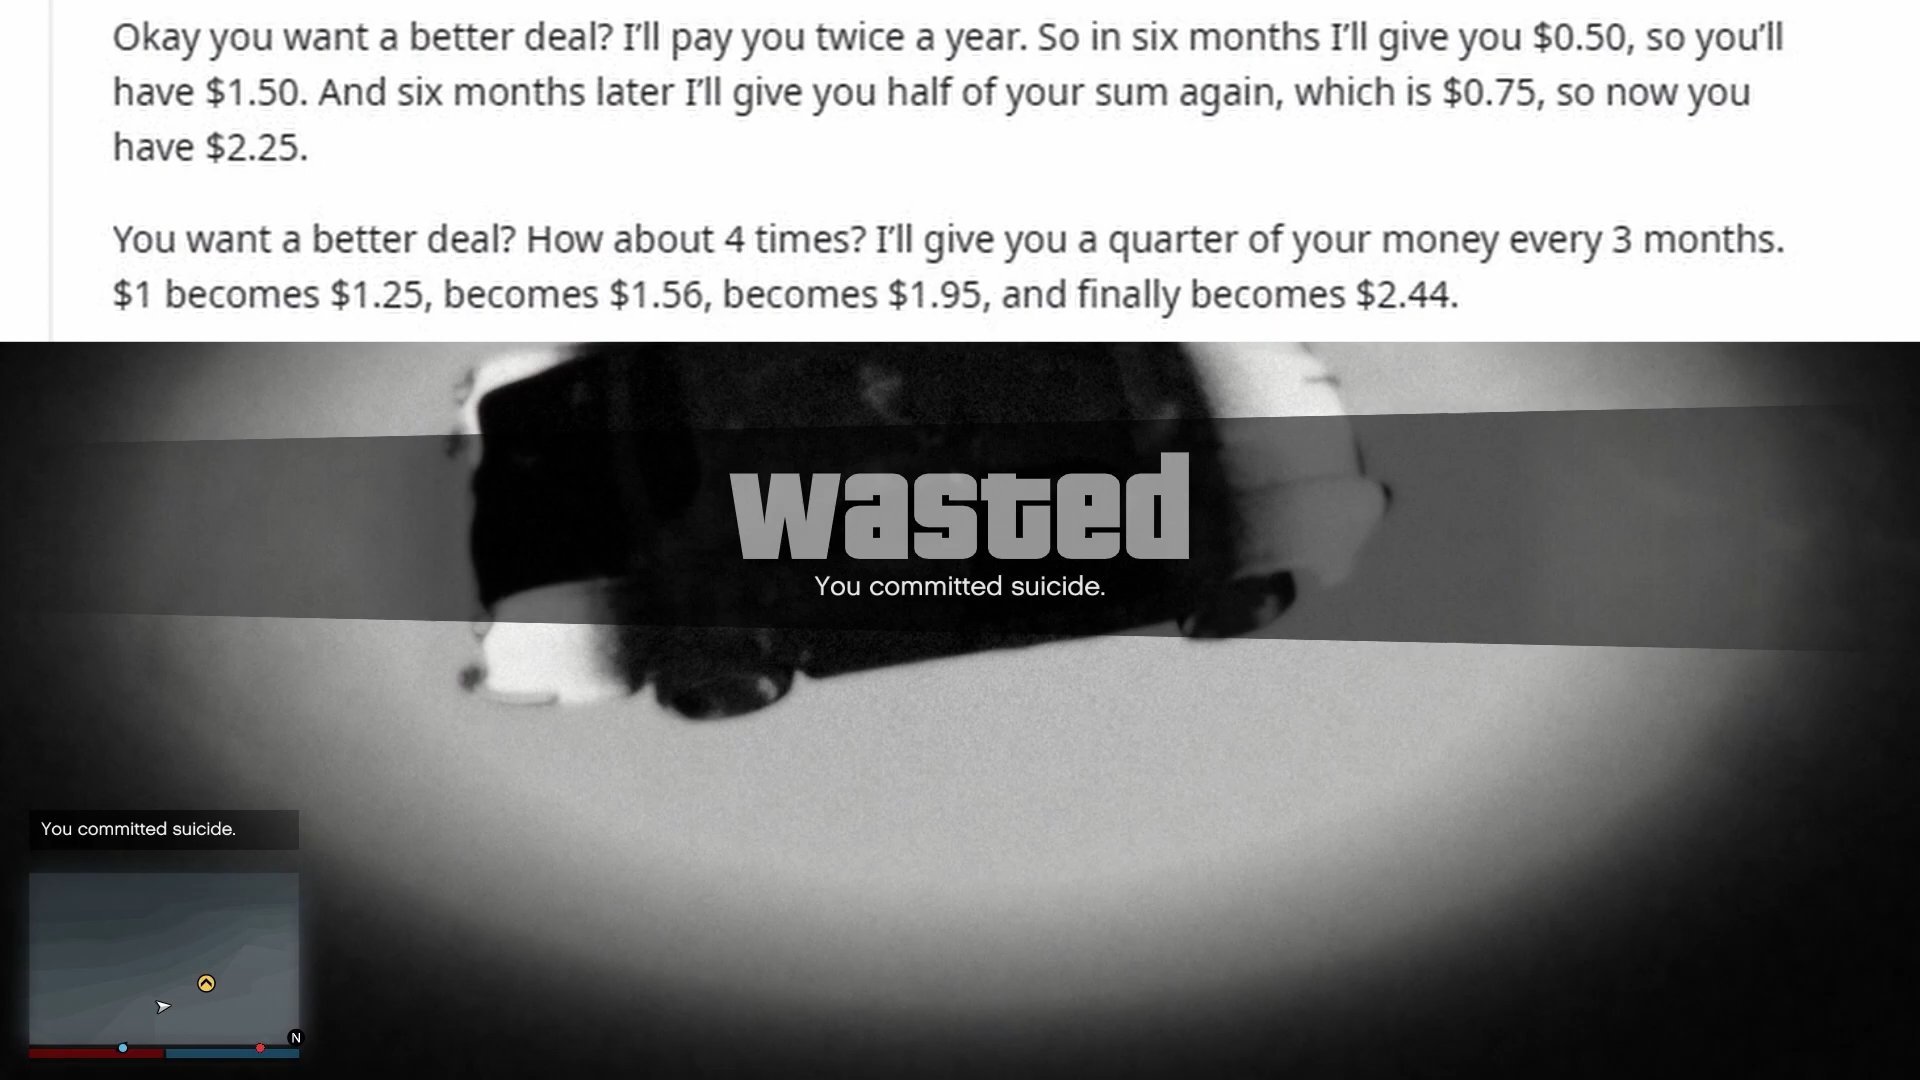 Okay you want a better deal? I’ll pay you twice a year. So in six months I’ll give you $0.50, so you’ll
have $1.50. And six months later I’ll give you half of your sum again, which is $0.75, so now you
have $2.25.
You want a better deal? How about 4 times? I’ll give you a quarter of your money every 3 months.
$1 becomes $1.25, becomes $1.56, becomes $1.95, and finally becomes $2.44.
wasted
You committed suicide.
You committed suicide.
N